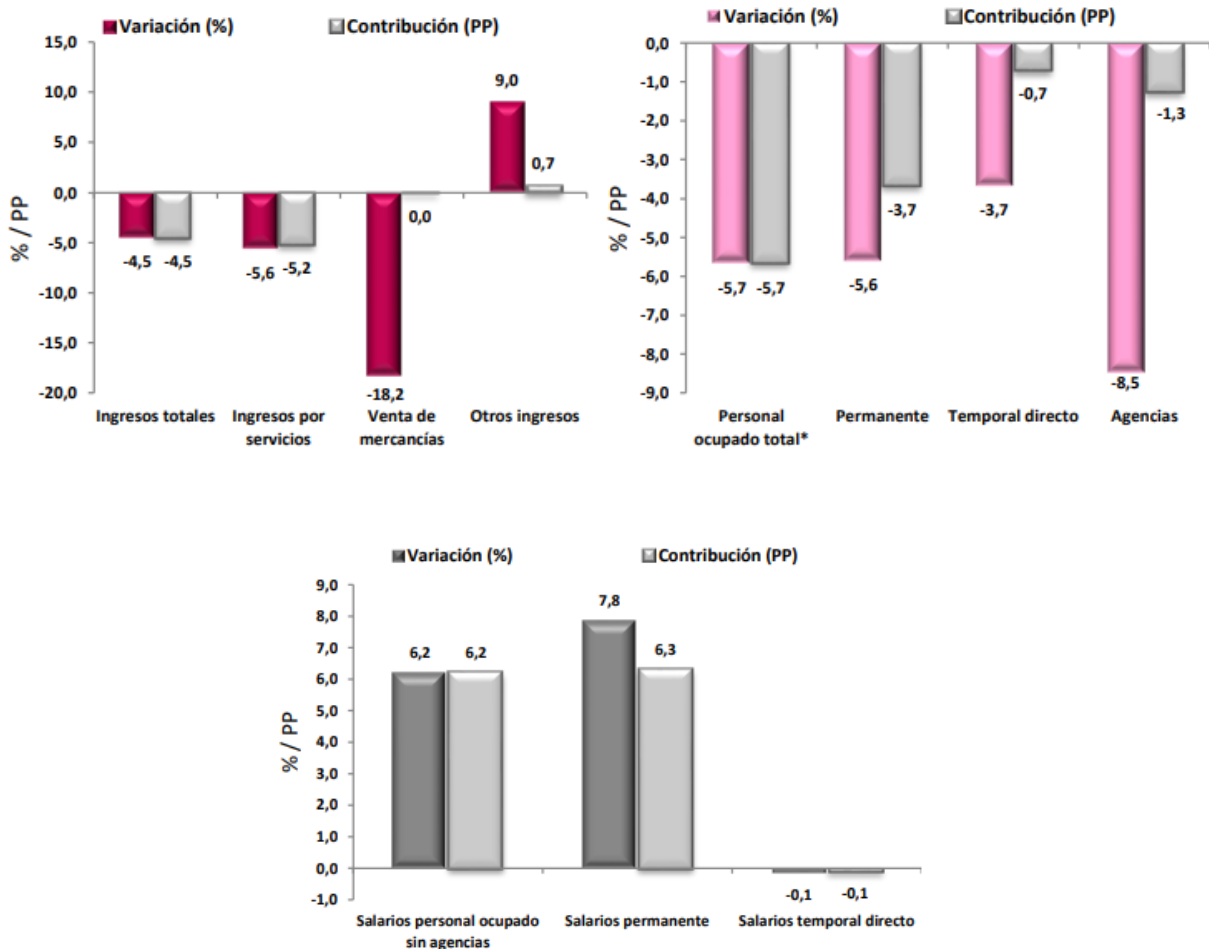 Variación (%) Contribución (PP)
15,0
10,0
5,0
0,0
-5,0
-10,0
-15,0
-20,0
% / PP
-4,5 -4,5
-5,6 -5,2
-18,2
0,0
9,0
0,7
Ingresos totales
Ingresos por
servicios
Venta de
mercancías
Otros ingresos
Variación (%) Contribución (PP)
0,0
-1,0
-2,0
-3,0
-4,0
-5,0
-6,0
-7,0
-8,0
-9,0
% / PP
-5,7 -5,7
-5,6
-3,7
-3,7
-0,7
-8,5
-1,3
Personal
ocupado total*
Permanente
Temporal directo
Agencias
Variación (%) Contribución (PP)
9,0
8,0
7,0
6,0
5,0
4,0
3,0
2,0
1,0
0,0
-1,0
% / PP
6,2 6,2
7,8
6,3
-0,1 -0,1
Salarios personal ocupado
sin agencias
Salarios permanente
Salarios temporal directo